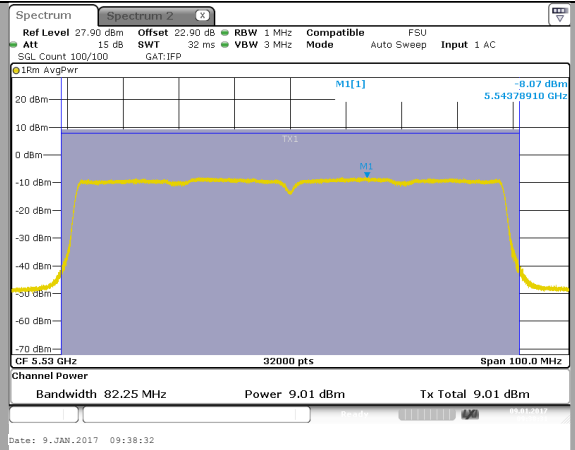 Spectrum Spectrum 2 X
Ref Level 27.90 dBm Offset 22.90 dB RBW 1 MHz Compatible FSU
Att 15 dB SWT 32 ms VBW 3 MHz Mode Auto Sweep Input 1 AC
SGL Count 100/100 GAT:IFP
1Rm AvgPwr
M1[1] -8.07 dBm
5.54378910 GHz
20 dBm
10 dBm
TX1
0 dBm
M1
-10 dBm
-20 dBm
-30 dBm
-40 dBm
-50 dBm
-60 dBm
-70 dBm
CF 5.53 GHz 32000 pts Span 100.0 MHz
Channel Power
Bandwidth 82.25 MHz Power 9.01 dBm Tx Total 9.01 dBm
Ready 09.01.2017
Date: 9.JAN.2017 09:38:32